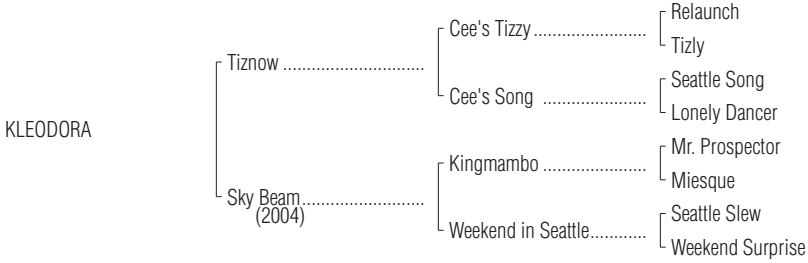 Relaunch
Cee's Tizzy ........................
Tizly
Tiznow ..............................
Seattle Song
Cee's Song ......................
Lonely Dancer
KLEODORA
Mr. Prospector
Kingmambo ......................
Miesque
Sky Beam..........................
(2004)
Seattle Slew
Weekend in Seattle............
Weekend Surprise